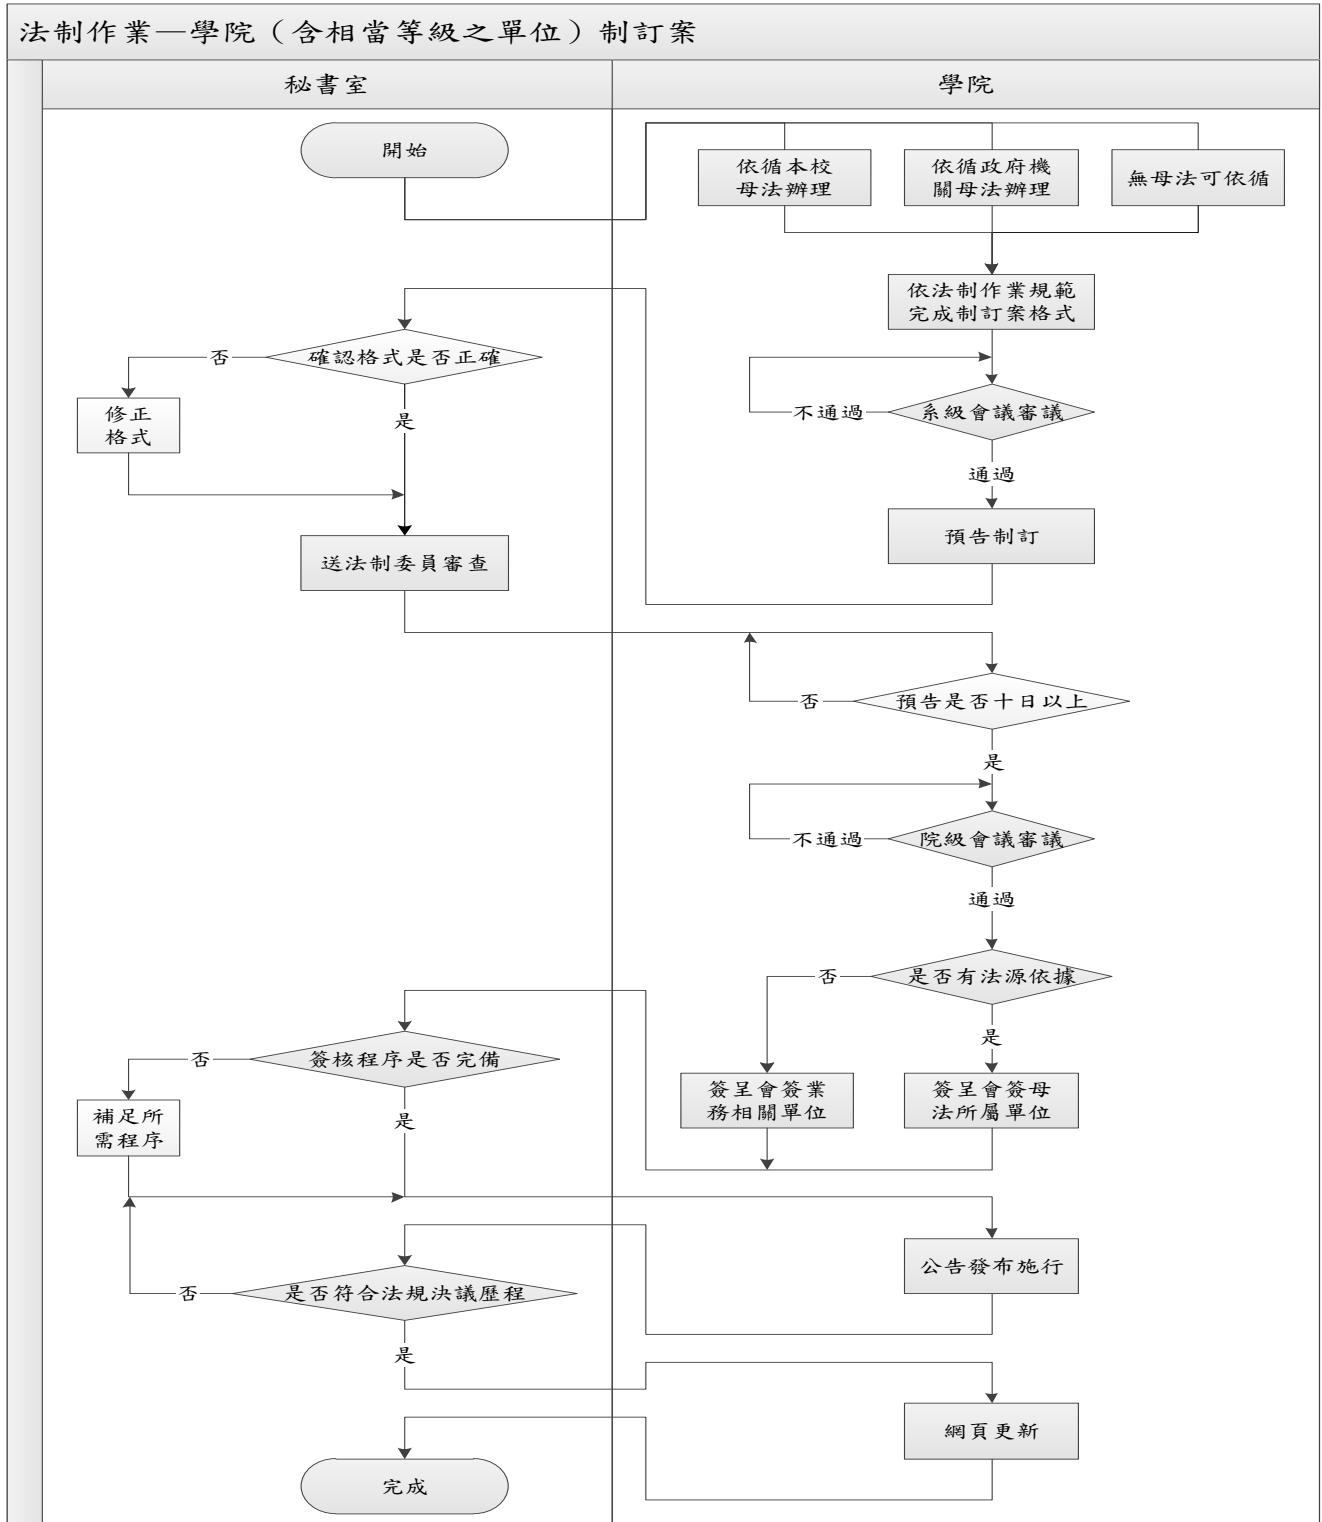 法制作業—學院（含相當等級之單位）制訂案
秘書室
學院
開始
依循本校
母法辦理
依循政府機
關母法辦理
無母法可依循
依法制作業規範
完成制訂案格式
確認格式是否正確
否
是
修正
格式
不通過
系級會議審議
通過
預告制訂
送法制委員審查
否
預告是否十日以上
是
不通過
院級會議審議
通過
否
是否有法源依據
是
否
簽核程序是否完備
簽呈會簽業
務相關單位
簽呈會簽母
法所屬單位
補足所
需程序
是
公告發布施行
否
是否符合法規決議歷程
是
網頁更新
完成